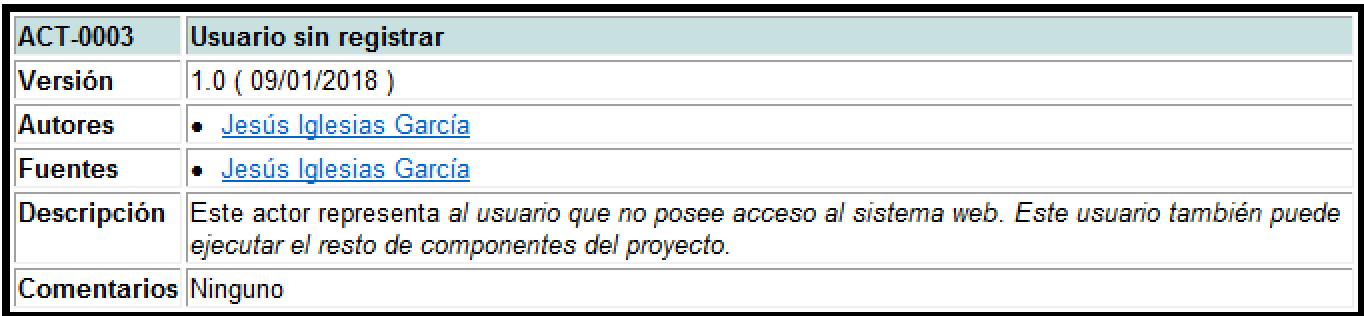 ACT-0003 Usuario sin registrar
Versión 1.0 ( 09/01/2018 )
Autores • Jesús Iglesias García
Fuentes • Jesús Iglesias García
Descripción Este actor representa al usuario que no posee acceso al sistema web. Este usuario también puede
ejecutar el resto de componentes del proyecto.
Comentarios Ninguno